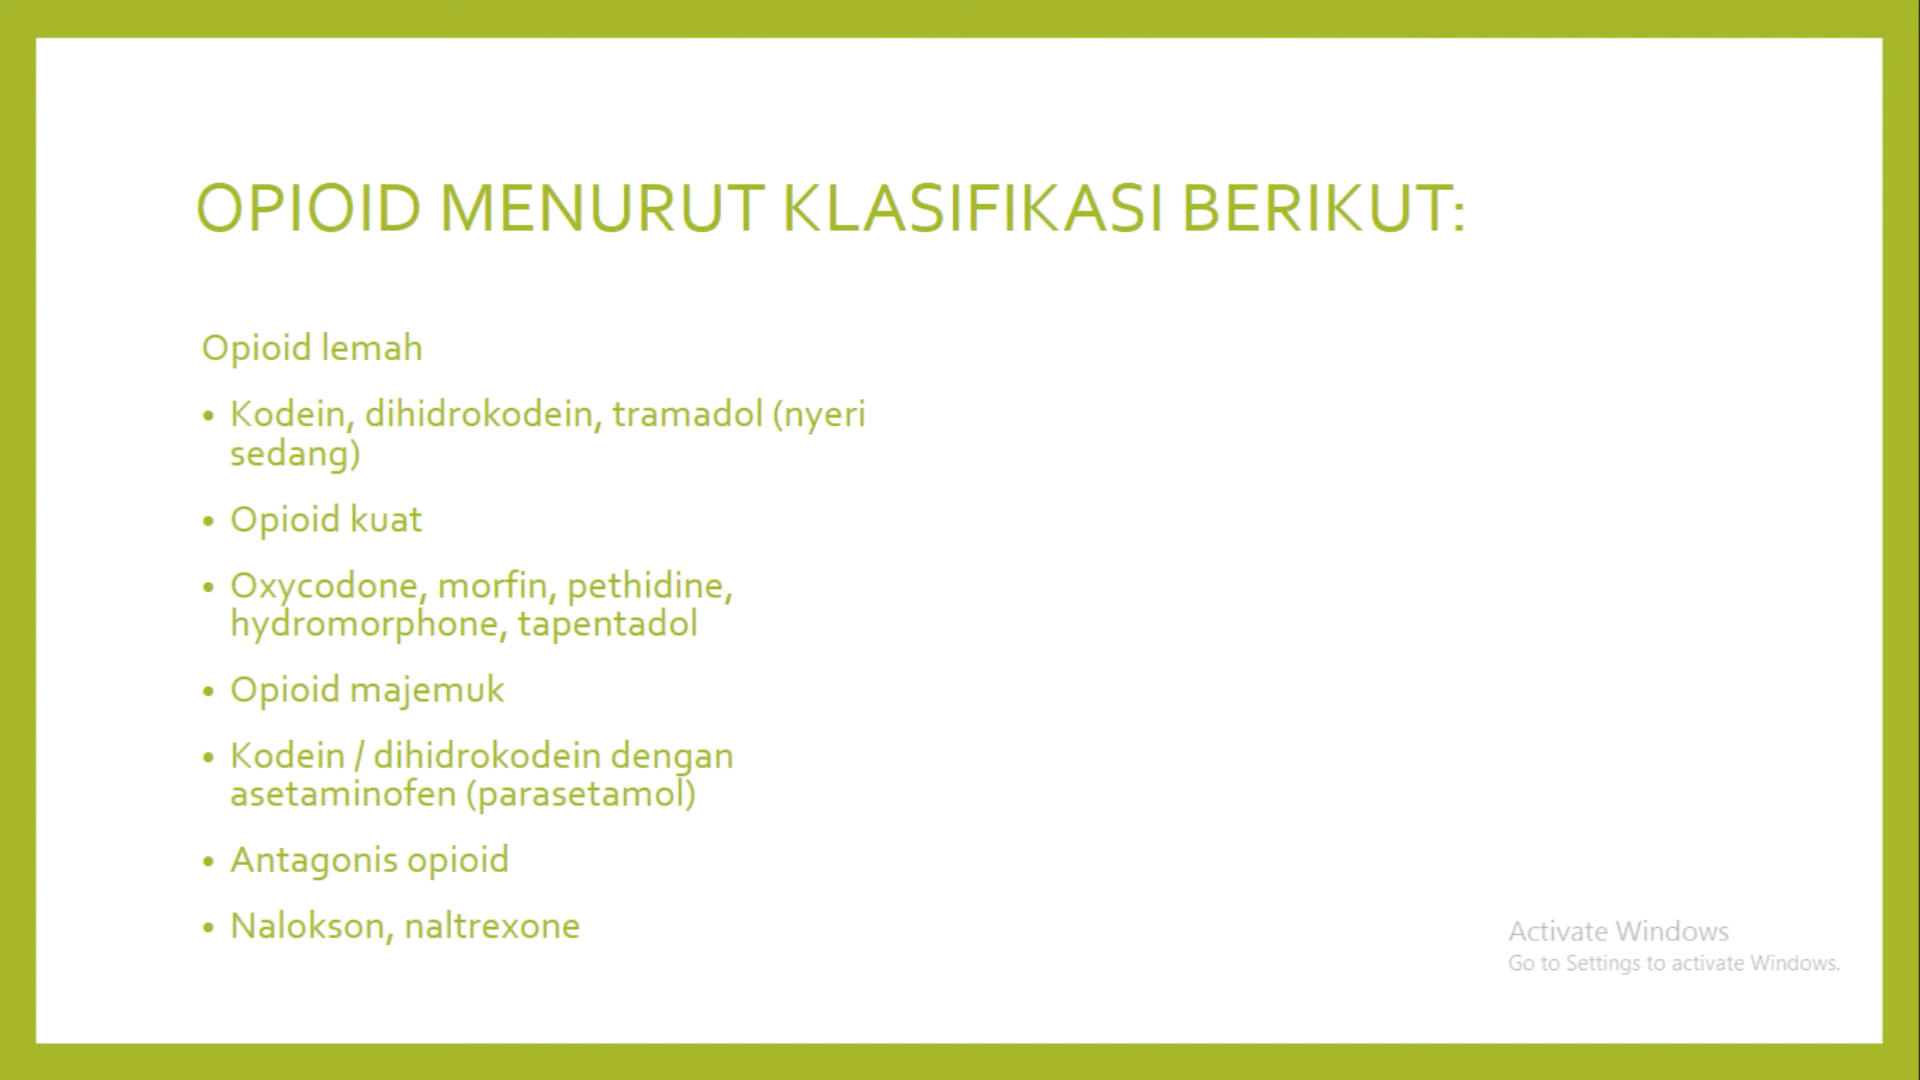 OPIOID MENURUT KLASIFIKASI BERIKUT:
Opioid lemah
• Kodein, dihidrokodein, tramadol (nyeri
sedang)
• Opioid kuat
• Oxycodone, morfin, pethidine,
hydromorphone, tapentadol
• Opioid majemuk
• Kodein / dihidrokodein dengan
asetaminofen (parasetamol)
• Antagonis opioid
• Nalokson, naltrexone
Activate Windows
Go to Settings to activate Windows.